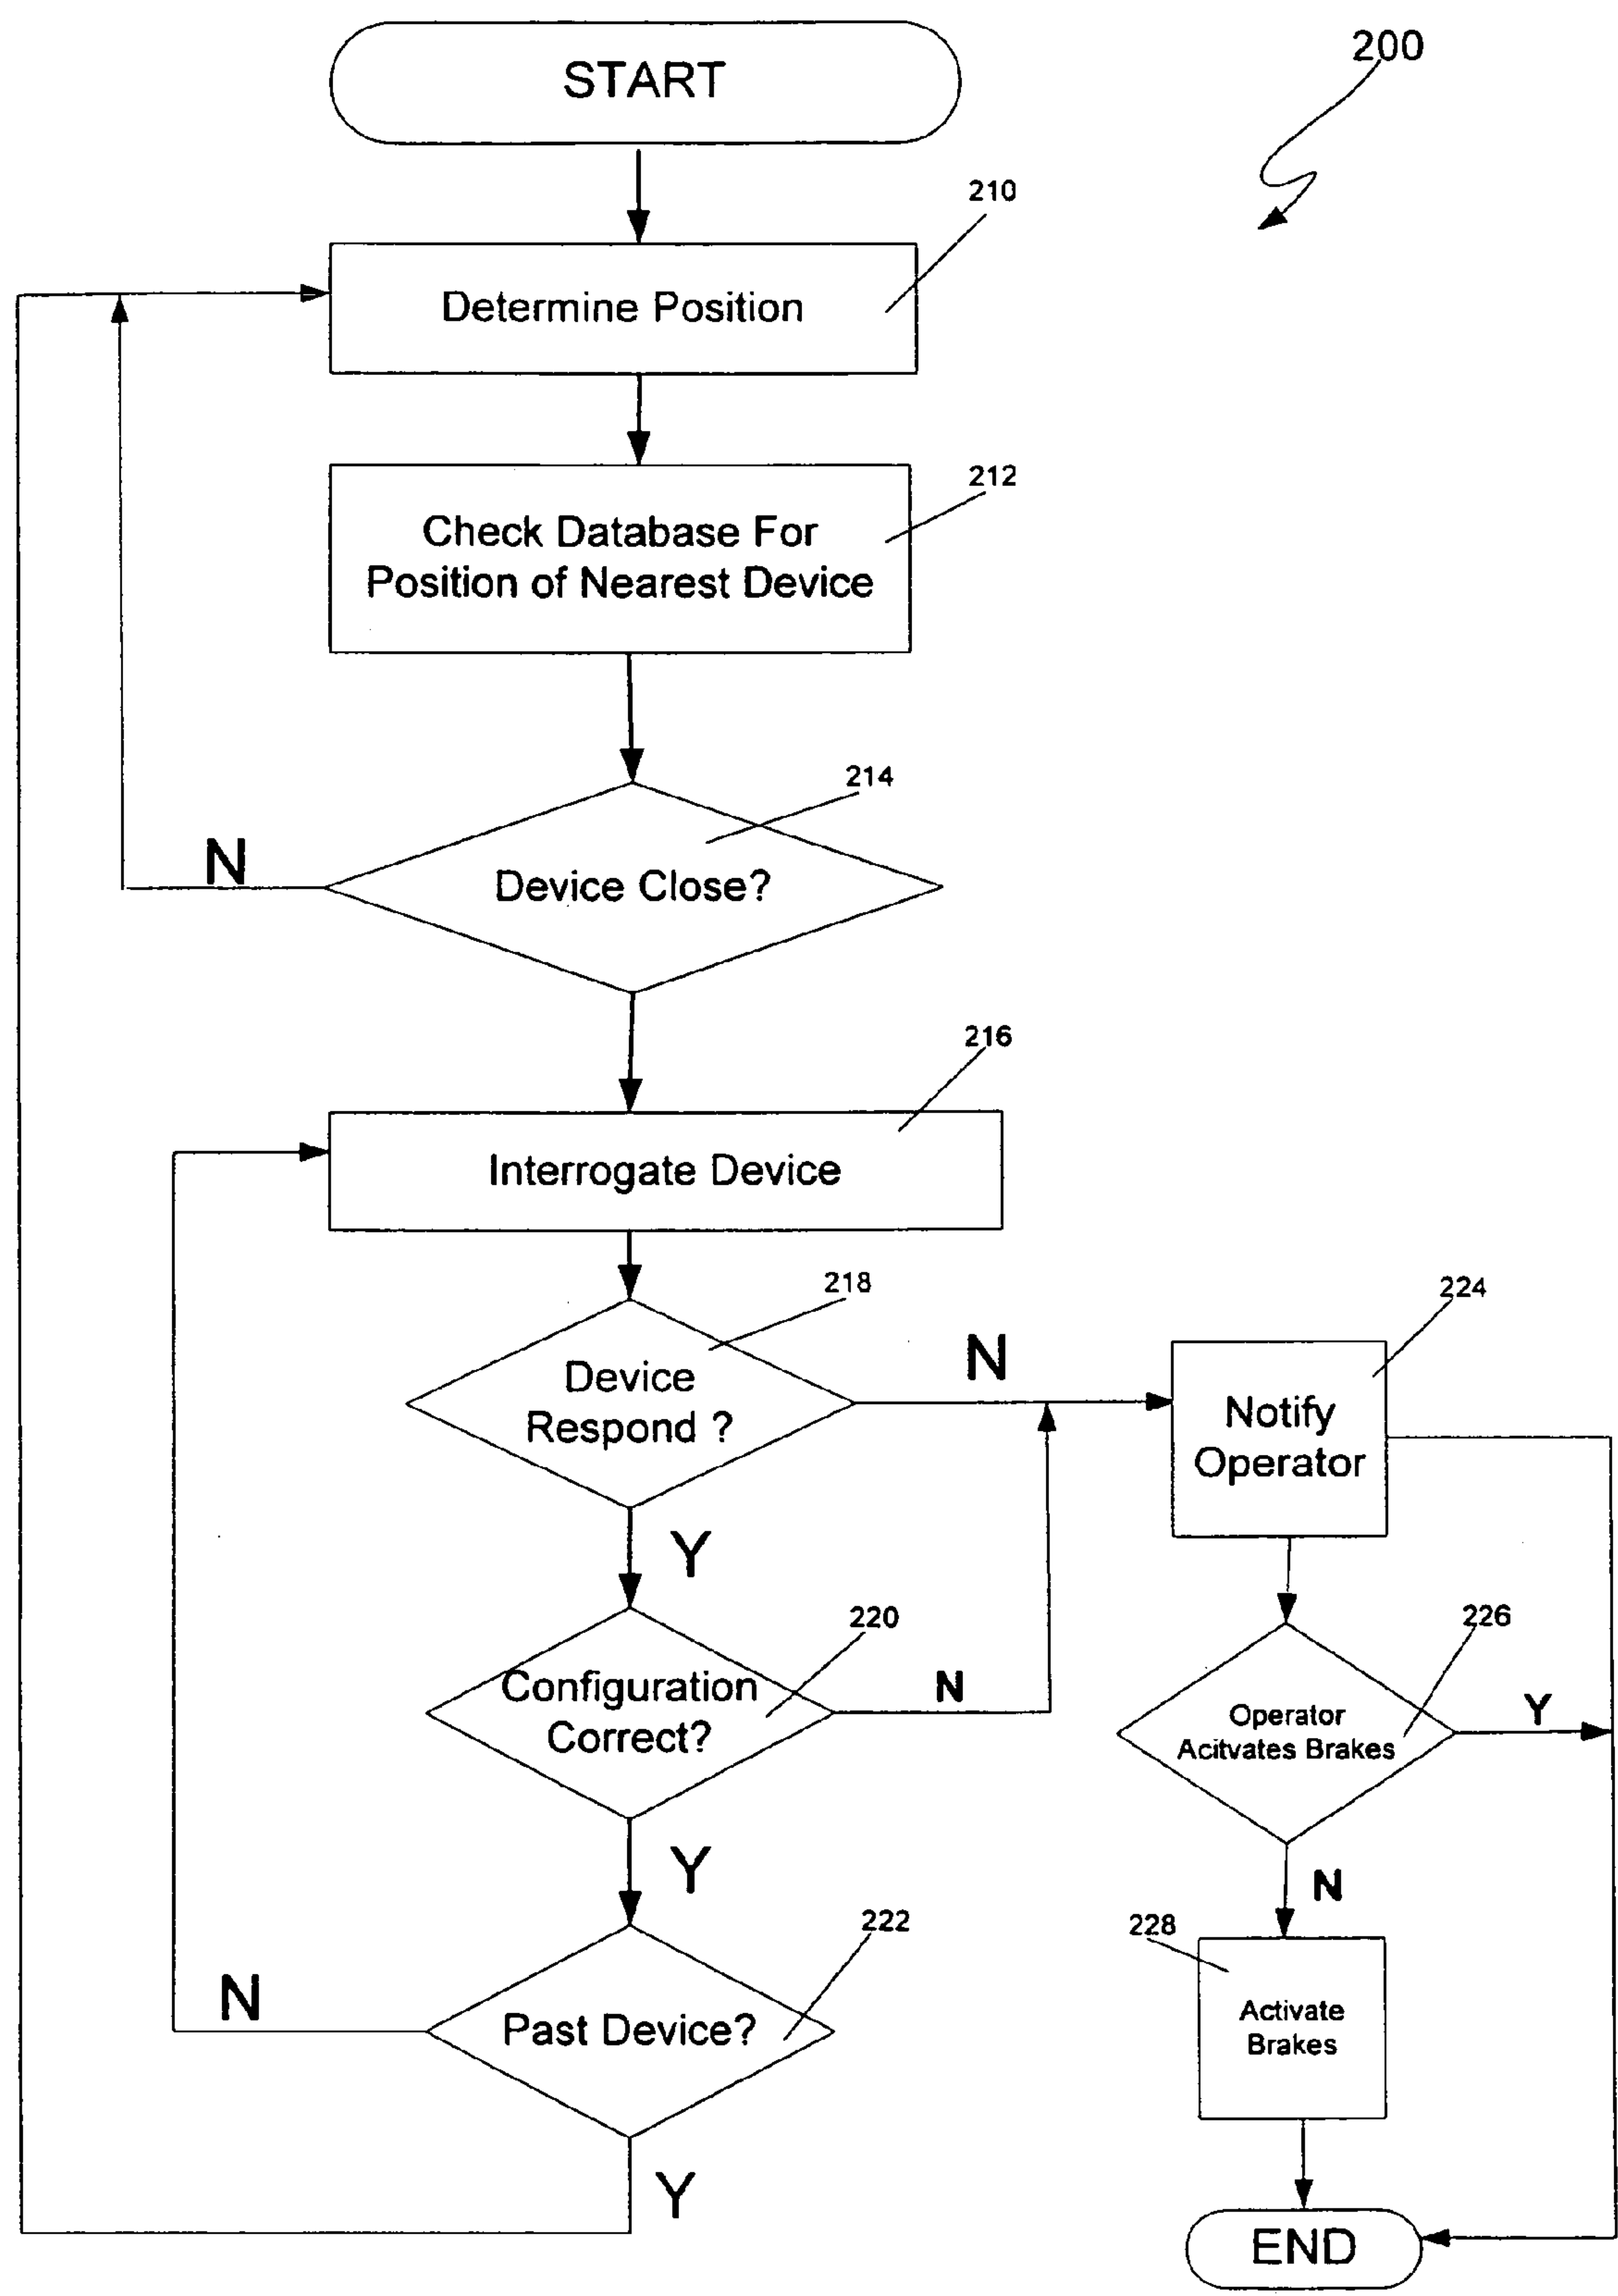 START
200
210
Determine Position
212
Check Database For
Position of Nearest Device
214
N
Device Close?
216
Interrogate Device
218
Device
Respond ?
N
224
Notify
Operator
Y
220
Configuration
Correct?
N
226
Operator
Acitvates Brakes
Y
Y
N
222
Past Device?
N
228
Activate
Brakes
Y
END